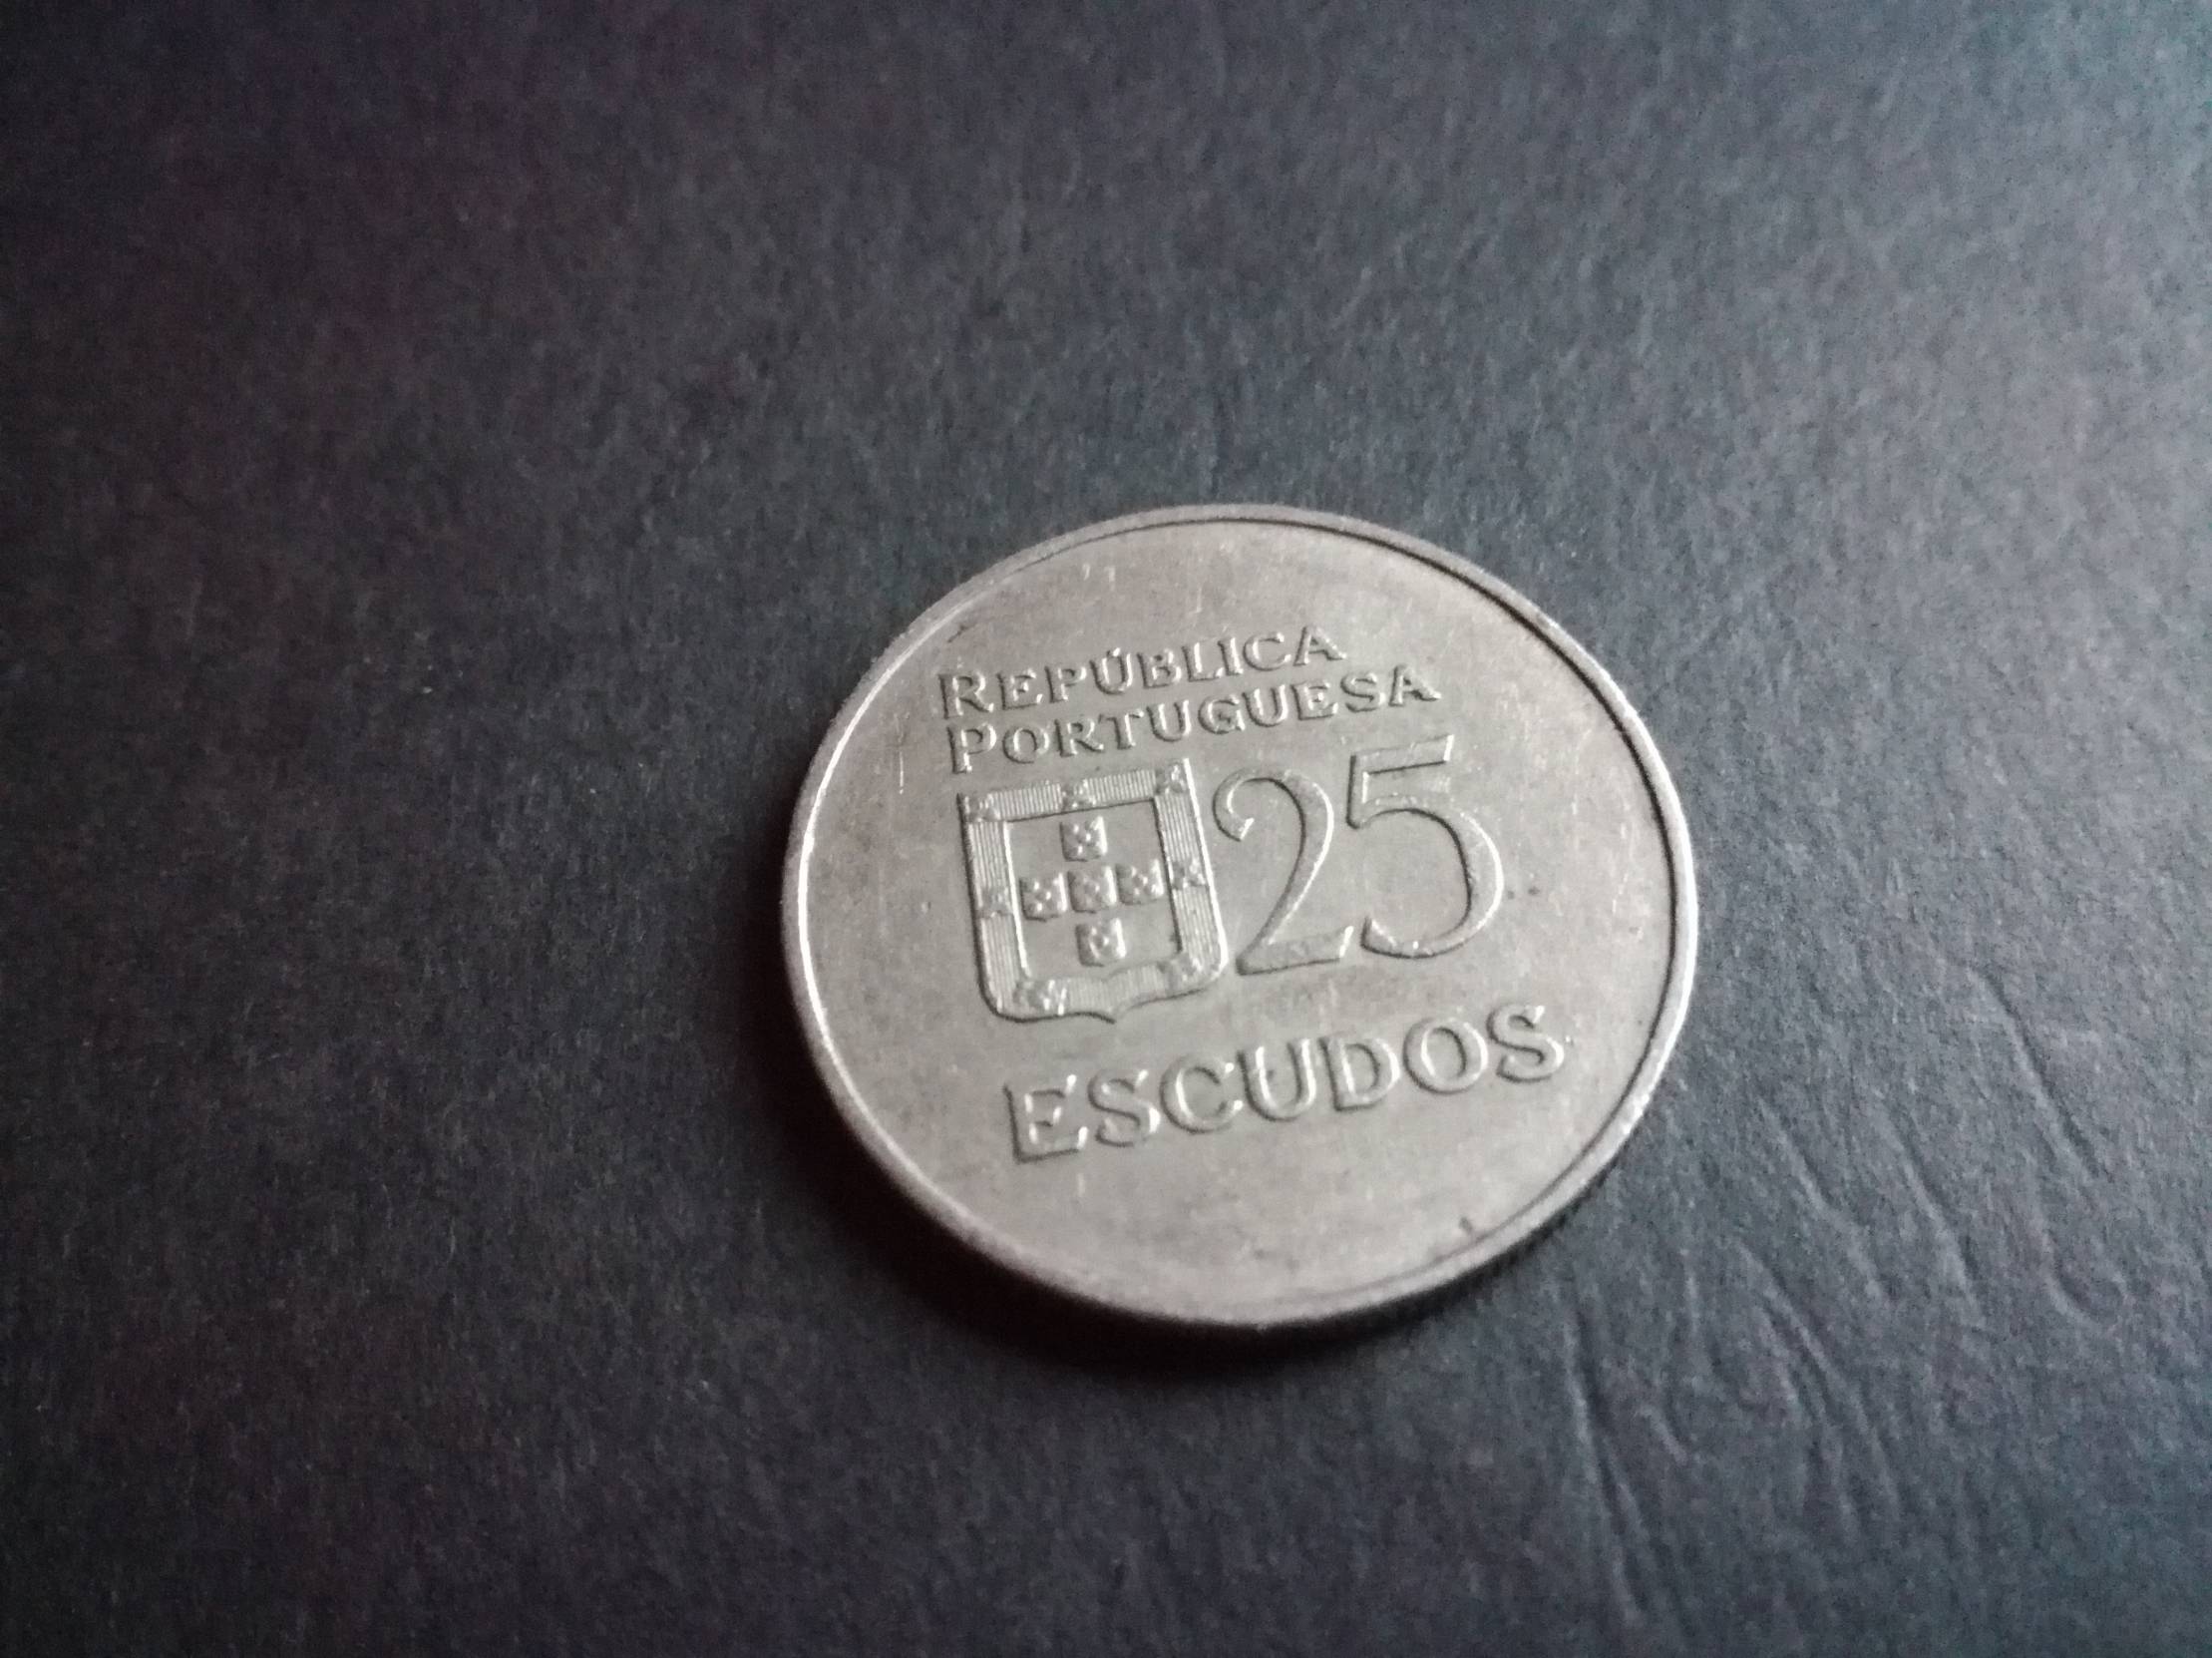 REPÚBLICA
PORTUGUESA
25
ESCUDOS